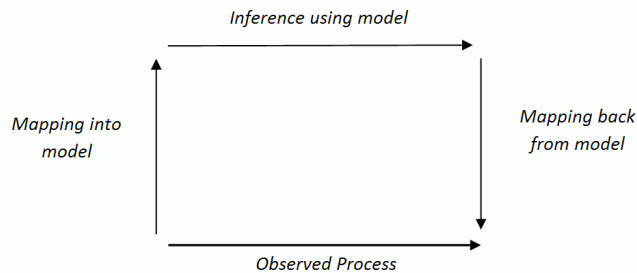 Inference using model
Mapping into
model
Mapping back
from model
Observed Process